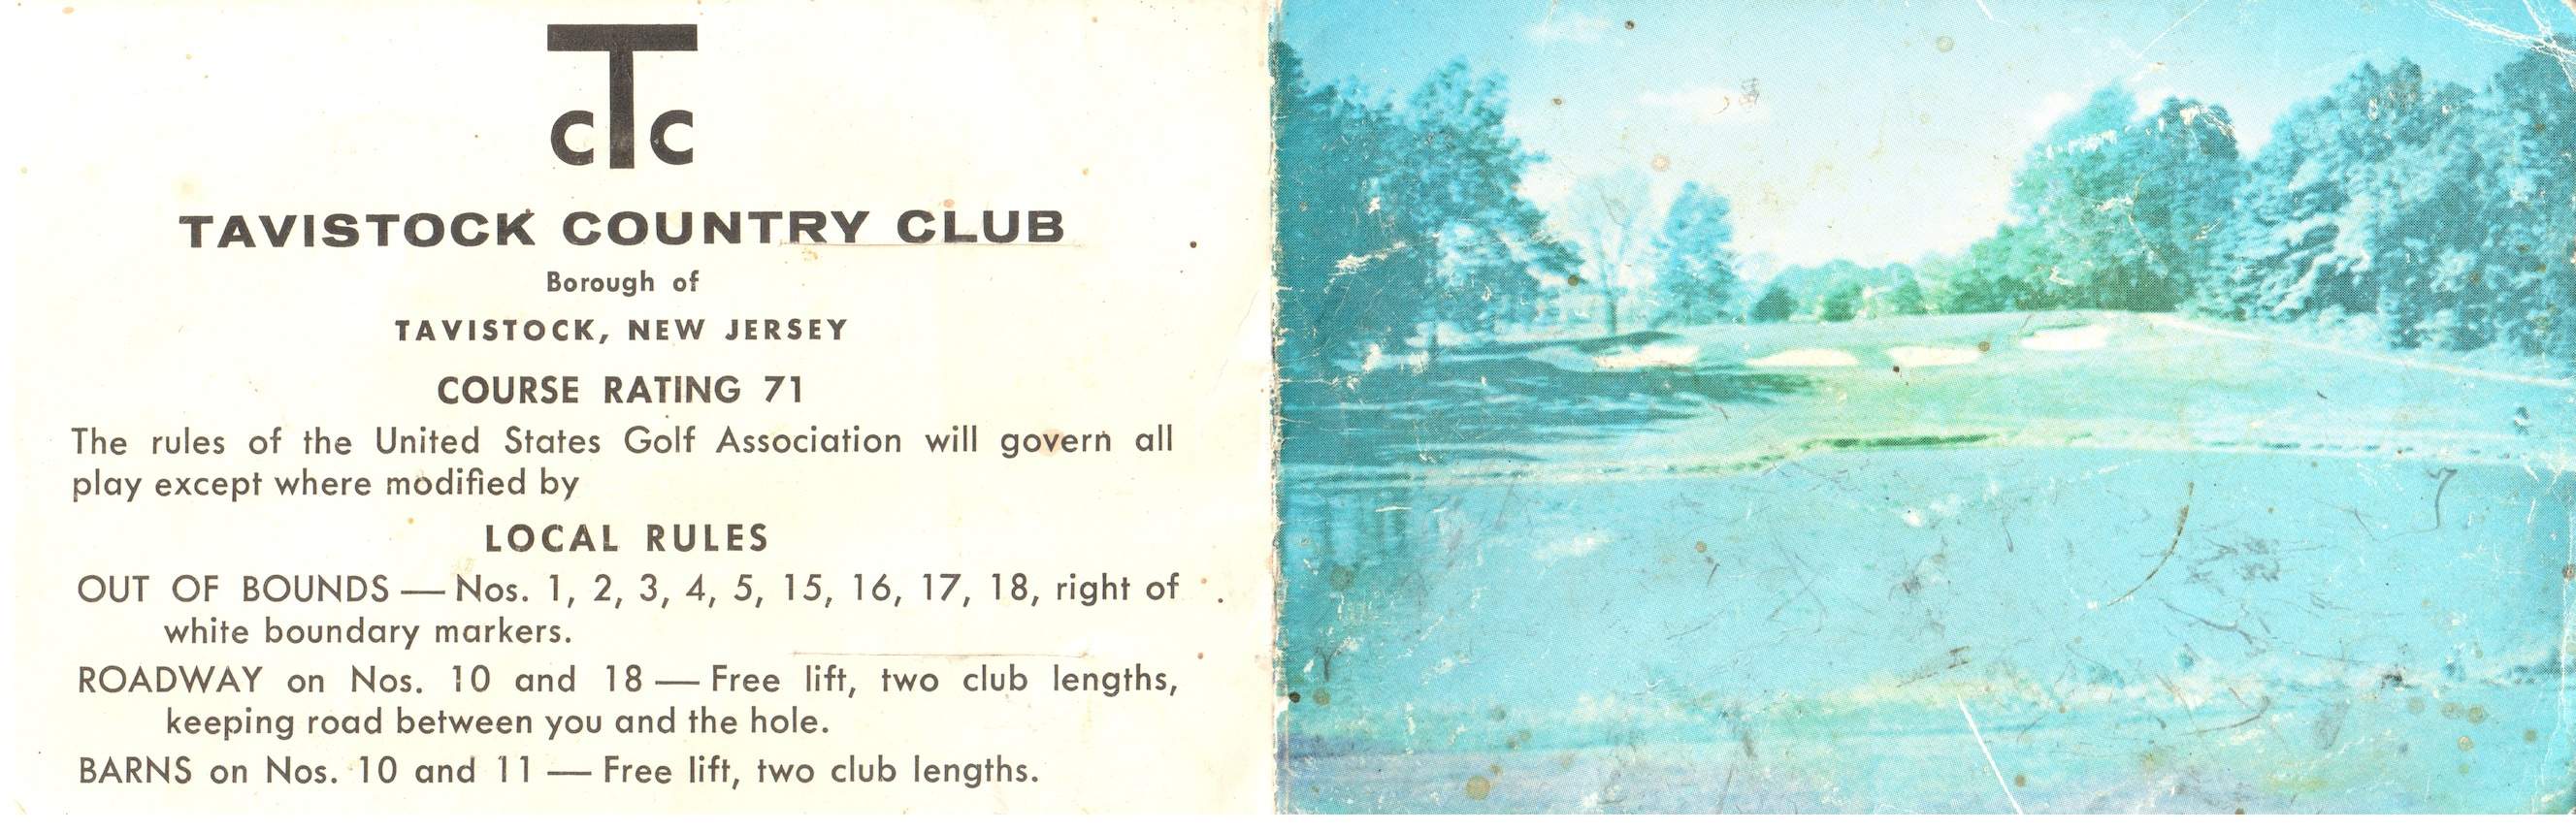 cTc
TAVISTOCK COUNTRY CLUB
Borough of
TAVISTOCK, NEW JERSEY
COURSE RATING 71
The rules of the United States Golf Association will govern all
play except where modified by
LOCAL RULES
OUT OF BOUNDS — Nos. 1, 2, 3, 4, 5, 15, 16, 17, 18, right of
white boundary markers.
ROADWAY on Nos. 10 and 18 — Free lift, two club lengths,
keeping road between you and the hole.
BARNS on Nos. 10 and 11 — Free lift, two club lengths.